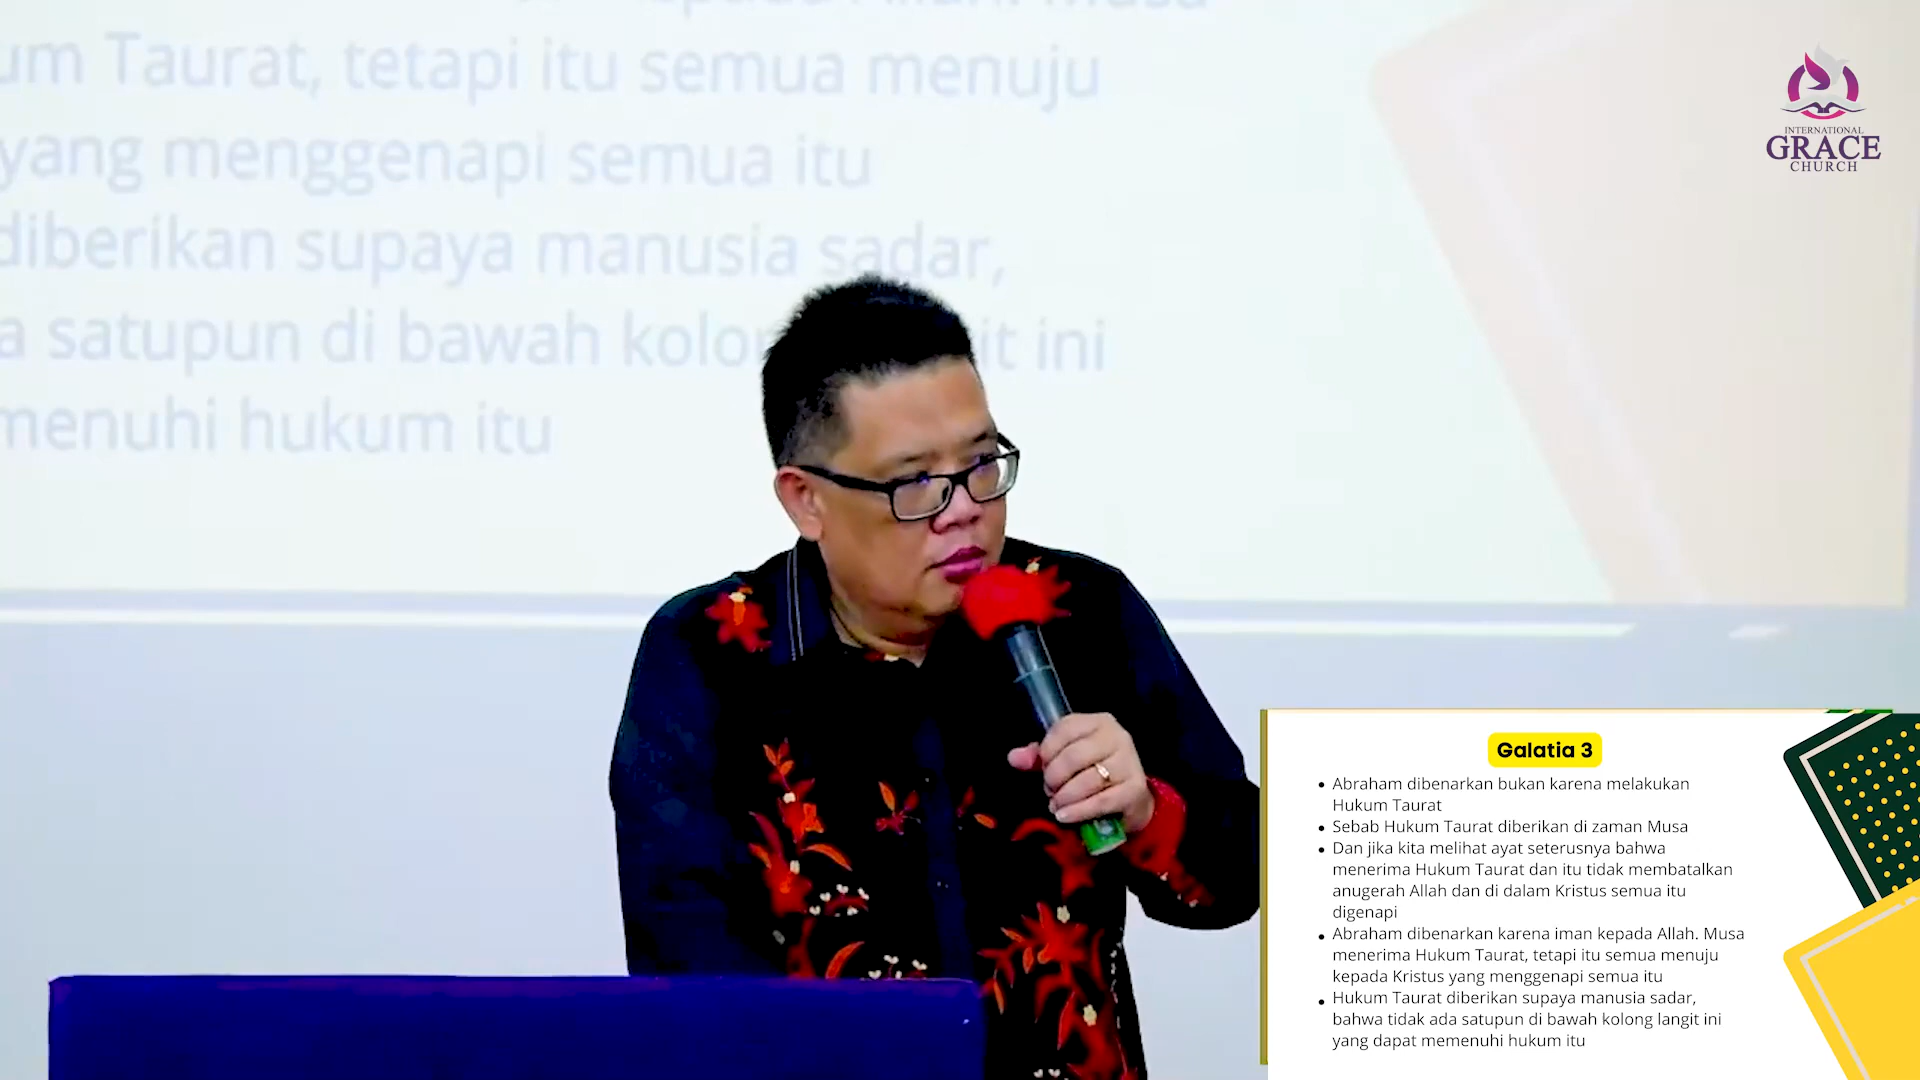 um Taurat, tetapi itu semua menuju
yang menggenapi semua itu
diberikan supaya manusia sadar,
a satupun di bawah kolon it ini
menuhi hukum itu
INTERNATIONAL
GRACE
CHURCH
Galatia 3
• Abraham dibenarkan bukan karena melakukan
Hukum Taurat
• Sebab Hukum Taurat diberikan di zaman Musa
• Dan jika kita melihat ayat seterusnya bahwa
menerima Hukum Taurat dan itu tidak membatalkan
anugerah Allah dan di dalam Kristus semua itu
digenapi
• Abraham dibenarkan karena iman kepada Allah. Musa
menerima Hukum Taurat, tetapi itu semua menuju
kepada Kristus yang menggenapi semua itu
• Hukum Taurat diberikan supaya manusia sadar,
bahwa tidak ada satupun di bawah kolong langit ini
yang dapat memenuhi hukum itu